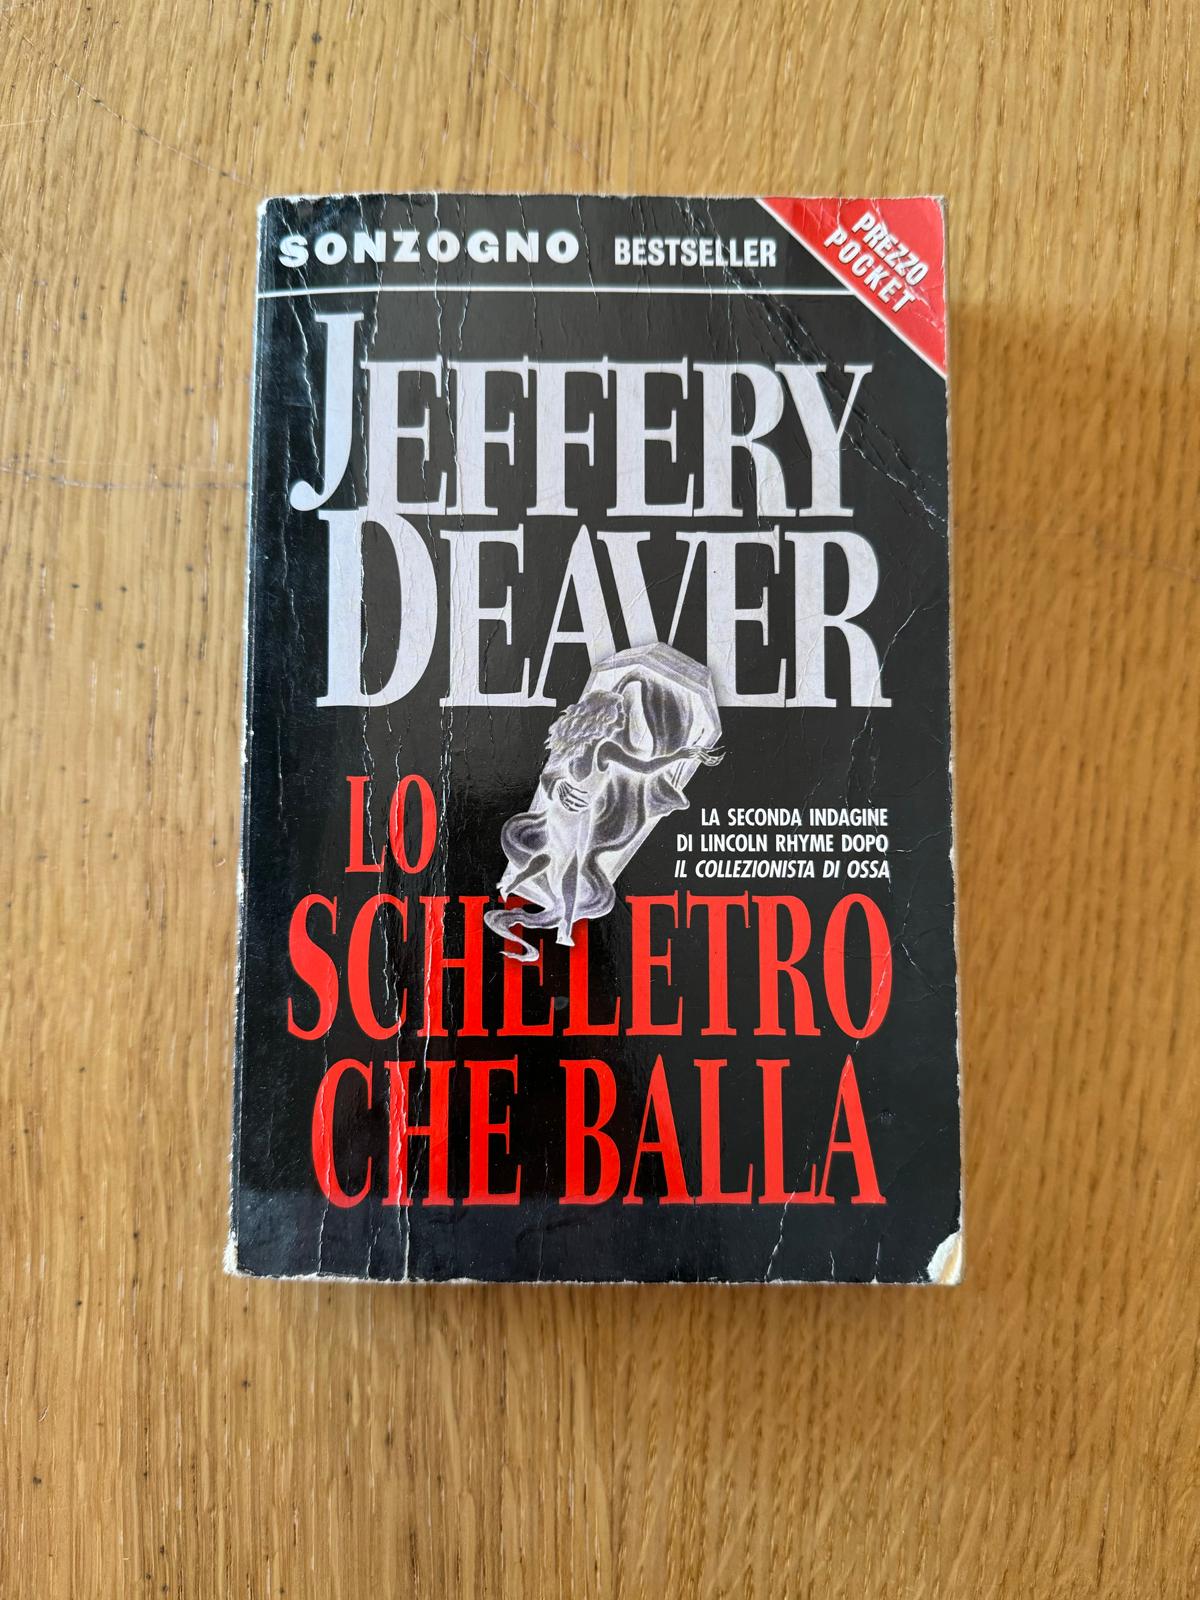 SONZOGNO BESTSELLER
PREZZO
POCKET
JEFFERY
DEAVER
LO
LA SECONDA INDAGINE
DI LINCOLN RHYME DOPO
IL COLLEZIONISTA DI OSSA
SCHELETRO
CHE BALLA